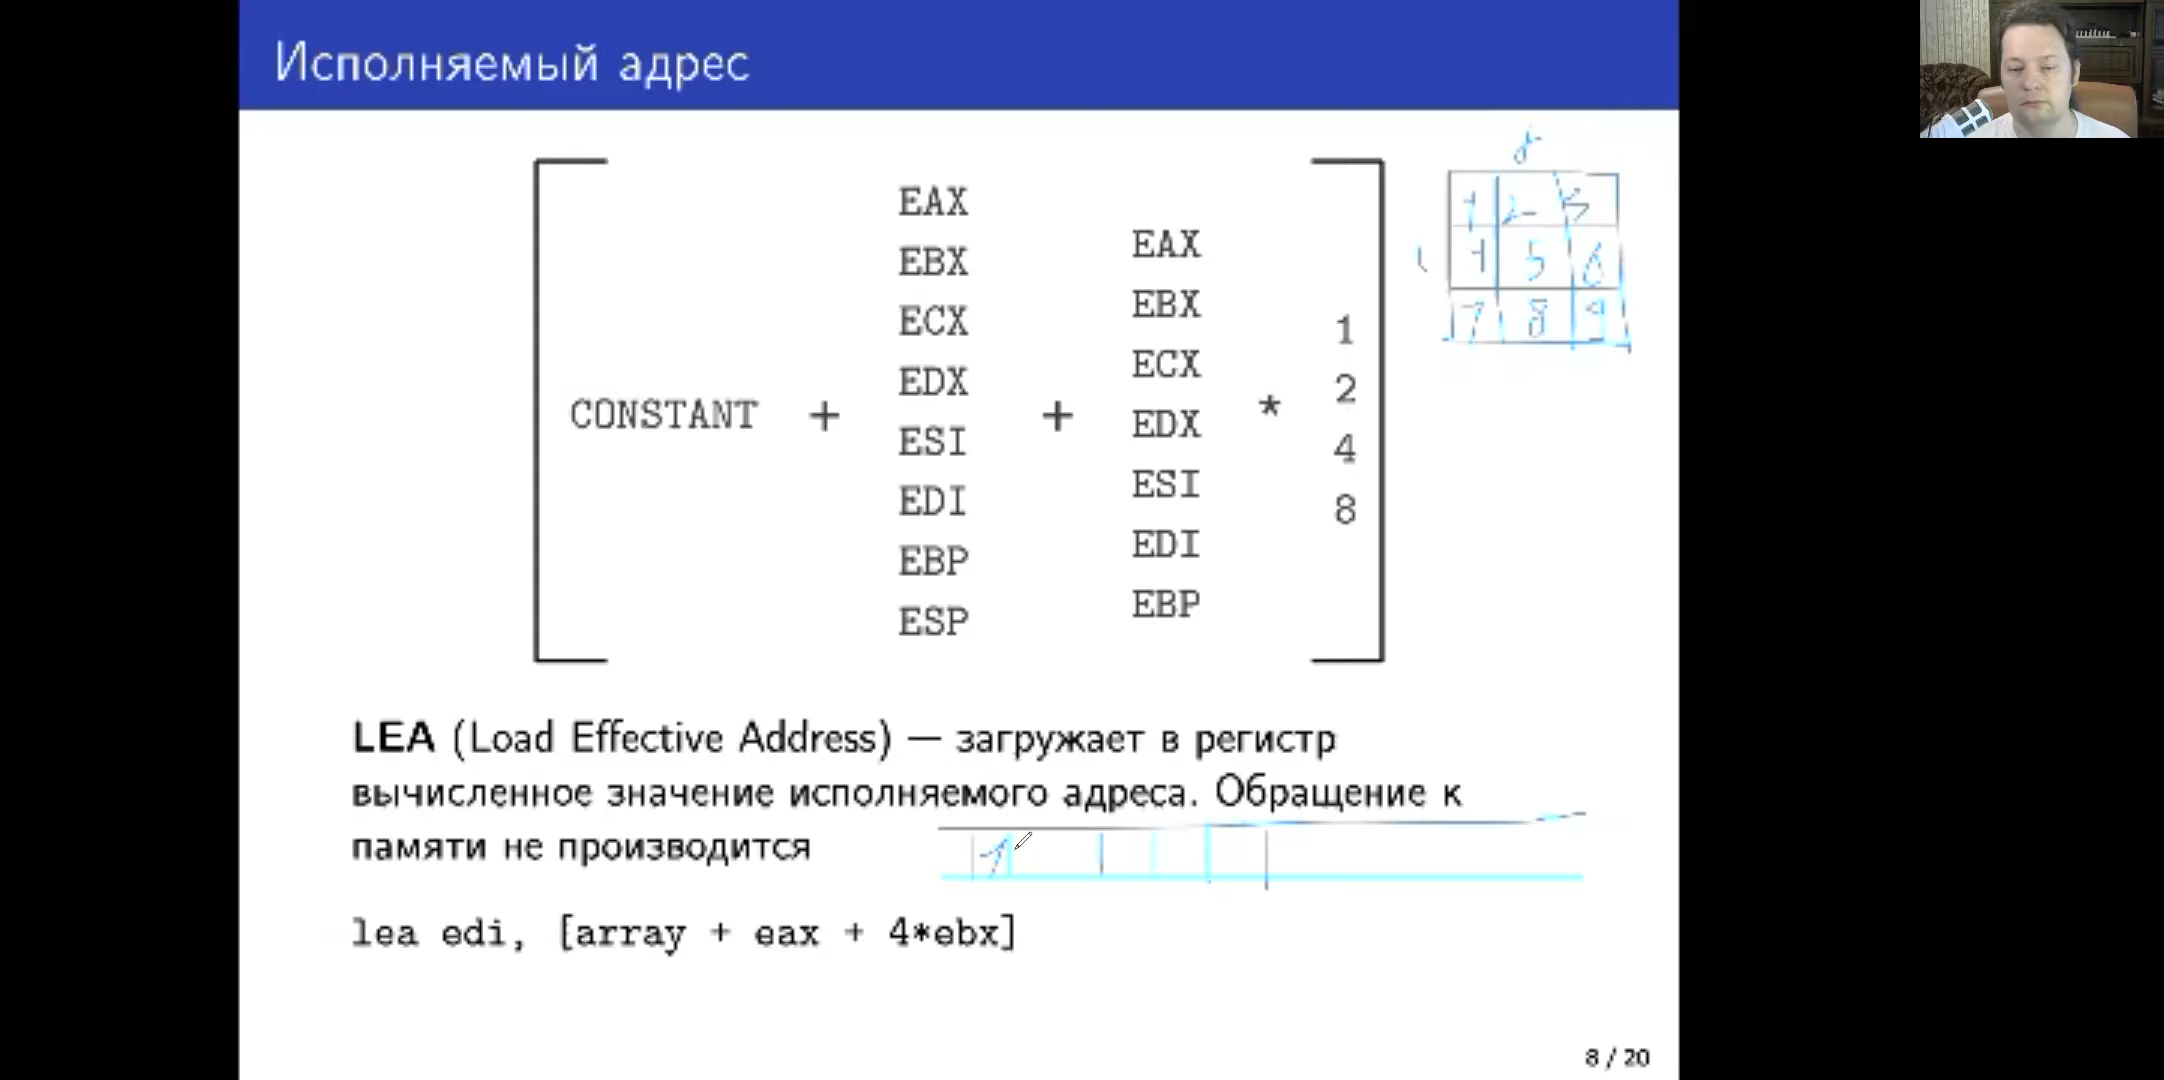 Исполняемый адрес
CONSTANT + EAX EBX ECX EDX ESI EDI EBP ESP + EAX EBX ECX EDX ESI EDI EBP * 1 2 4 8
j
1 2 3
i 4 5 6
7 8 9
LEA (Load Effective Address) — загружает в регистр
вычисленное значение исполняемого адреса. Обращение к
памяти не производится
1
lea edi, [array + eax + 4*ebx]
8 / 20